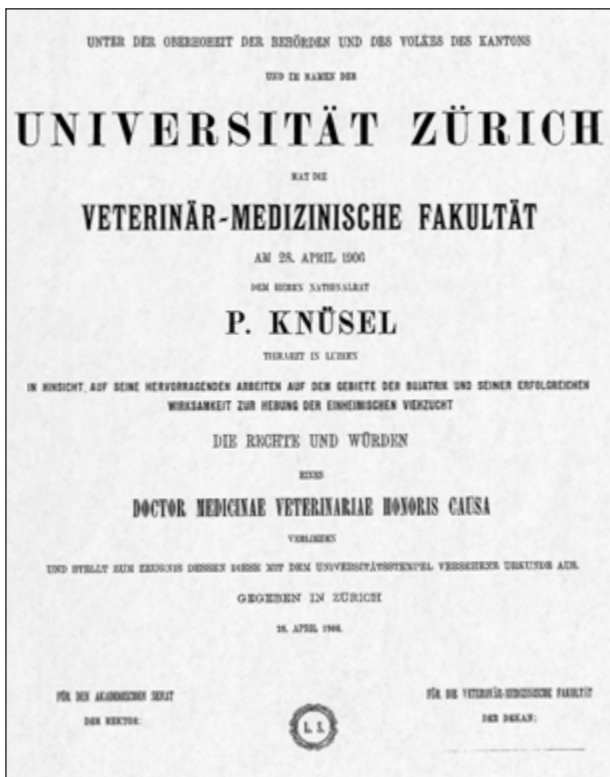 UNTER DER OBERHOHEIT DER BEHÖRDEN UND DES VOLKES DES KANTONS
UND IM NAMEN DER
UNIVERSITÄT ZÜRICH
HAT DIE
VETERINÄR-MEDIZINISCHE FAKULTÄT
AM 28. APRIL 1906
DEM HERRN NATIONALRAT
P. KNÜSEL
TIERARZT IN LUZERN
IN HINSICHT, AUF SEINE HERVORRAGENDEN ARBEITEN AUF DEM GEBIETE DER BUJATRIK UND SEINER ERFOLGREICHEN
WIRKSAMKEIT ZUR HEBUNG DER EINHEIMISCHEN VIEHZUCHT
DIE RECHTE UND WÜRDEN
EINES
DOCTOR MEDICINAE VETERINARIAE HONORIS CAUSA
VERLIEHEN
UND STELLT ZUM ZEUGNIS DESSEN DIESE MIT DEM UNIVERSITÄTSSTEMPEL VERSEHENE URKUNDE AUS.
GEGEBEN IN ZÜRICH
28. APRIL 1906.
FÜR DEN AKADEMISCHEN SENAT
DER REKTOR:
FÜR DIE VETERINÄR-MEDIZINISCHE FAKULTÄT
DER DEKAN:
L. S.